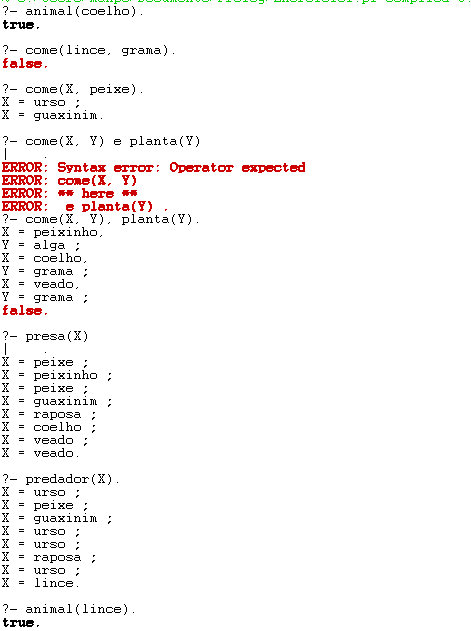 ?- animal(coelho).
true.
?- come(lince, grama).
false.
?- come(X, peixe).
X = urso ;
X = guaxinim.
?- come(X, Y) e planta(Y)
|    .
ERROR: Syntax error: Operator expected
ERROR: come(X, Y)
ERROR: ** here **
ERROR:  e planta(Y) .
?- come(X, Y), planta(Y).
X = peixinho,
Y = alga ;
X = coelho,
Y = grama ;
X = veado,
Y = grama ;
false.
?- presa(X)
|    .
X = peixe ;
X = peixinho ;
X = peixe ;
X = guaxinim ;
X = raposa ;
X = coelho ;
X = veado ;
X = veado.
?- predador(X).
X = urso ;
X = peixe ;
X = guaxinim ;
X = urso ;
X = urso ;
X = raposa ;
X = urso ;
X = lince.
?- animal(lince).
true.